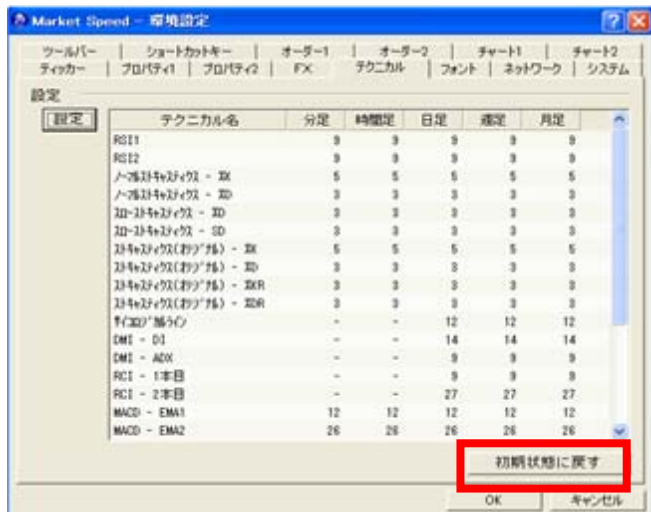 Market Speed - 環境設定
ツールバー ショートカットキー オーダー1 オーダー2 チャート1 チャート2
ティッカー プロパティ1 プロパティ2 FX テクニカル フォント ネットワーク システム
設定
設定 テクニカル名 分足 時間足 日足 週足 月足
RSI1 9 9 9 9 9
RSI2 9 9 9 9 9
ノーマルストキャスティクス - %K 5 5 5 5 5
ノーマルストキャスティクス - %D 3 3 3 3 3
スローストキャスティクス - %D 3 3 3 3 3
スローストキャスティクス - SD 3 3 3 3 3
ストキャスティクス(オリジナル) - %K 5 5 5 5 5
ストキャスティクス(オリジナル) - %D 3 3 3 3 3
ストキャスティクス(オリジナル) - %KR 3 3 3 3 3
ストキャスティクス(オリジナル) - %DR 3 3 3 3 3
サイコロジカルライン - - 12 12 12
DMI - DI - - 14 14 14
DMI - ADX - - 9 9 9
RCI - 1本目 - - 9 9 9
RCI - 2本目 - - 27 27 27
MACD - EMA1 12 12 12 12 12
MACD - EMA2 26 26 26 26 26
初期状態に戻す
OK キャンセル